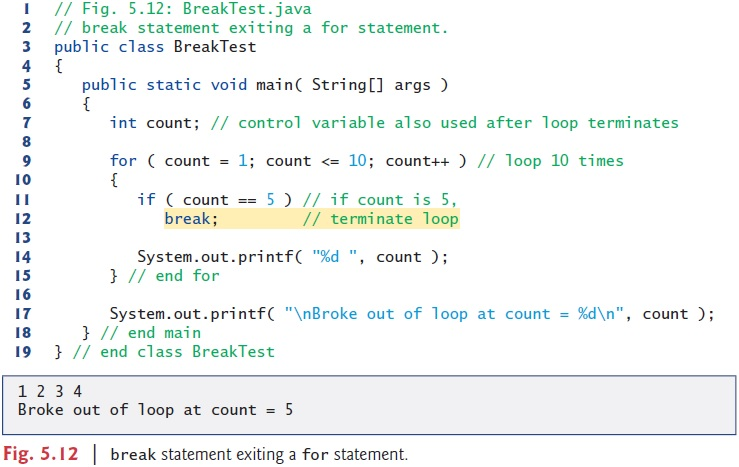 1 // Fig. 5.12: BreakTest.java
2 // break statement exiting a for statement.
3 public class BreakTest
4 {
5 public static void main( String[] args )
6 {
7 int count; // control variable also used after loop terminates
8
9 for ( count = 1; count <= 10; count++ ) // loop 10 times
10 {
11 if ( count == 5 ) // if count is 5,
12 break; // terminate loop
13
14 System.out.printf( "%d ", count );
15 } // end for
16
17 System.out.printf( "\nBroke out of loop at count = %d\n", count );
18 } // end main
19 } // end class BreakTest
1 2 3 4
Broke out of loop at count = 5
Fig. 5.12 | break statement exiting a for statement.